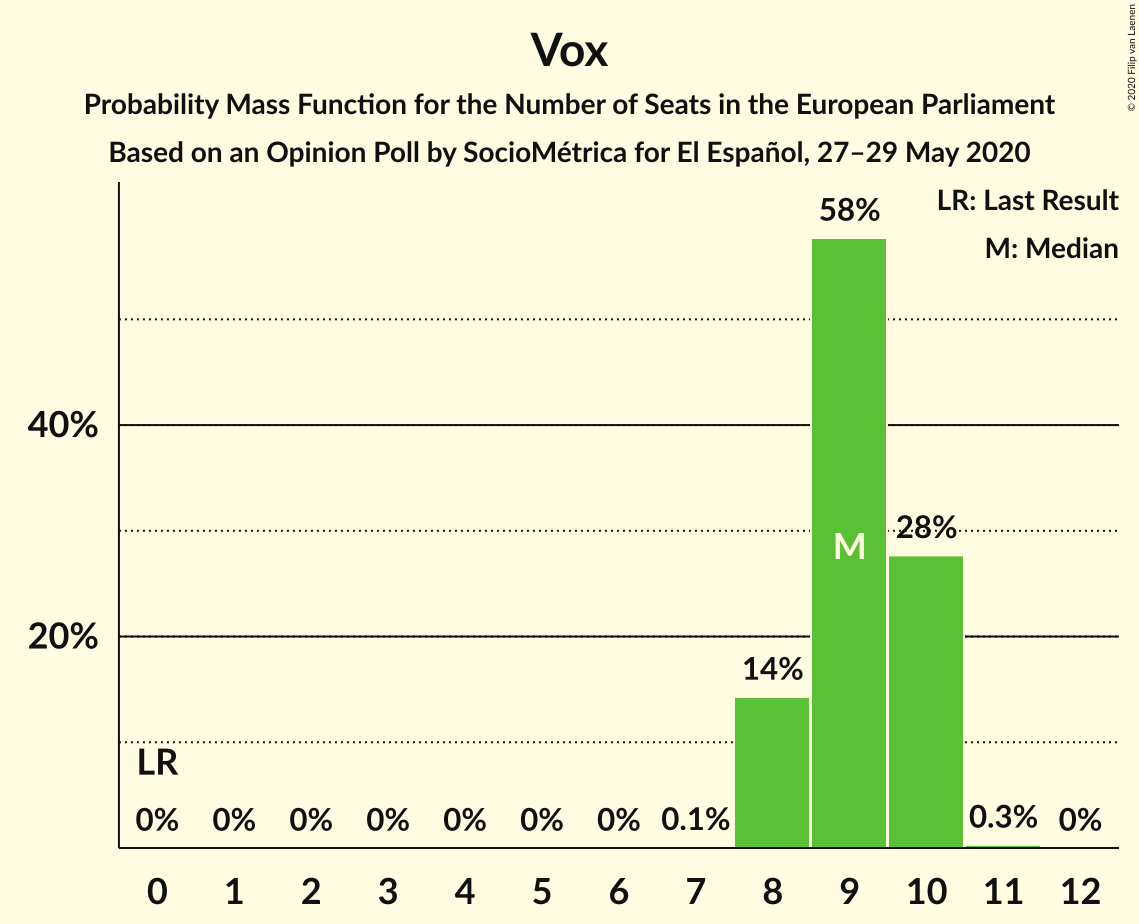 Vox
Probability Mass Function for the Number of Seats in the European Parliament
Based on an Opinion Poll by SocioMétrica for El Español, 27–29 May 2020
© 2020 Filip van Laenen
LR: Last Result
M: Median
58%
40%
28%
M
20%
14%
LR
0% 0% 0% 0% 0% 0% 0% 0.1% 0.3% 0%
0 1 2 3 4 5 6 7 8 9 10 11 12